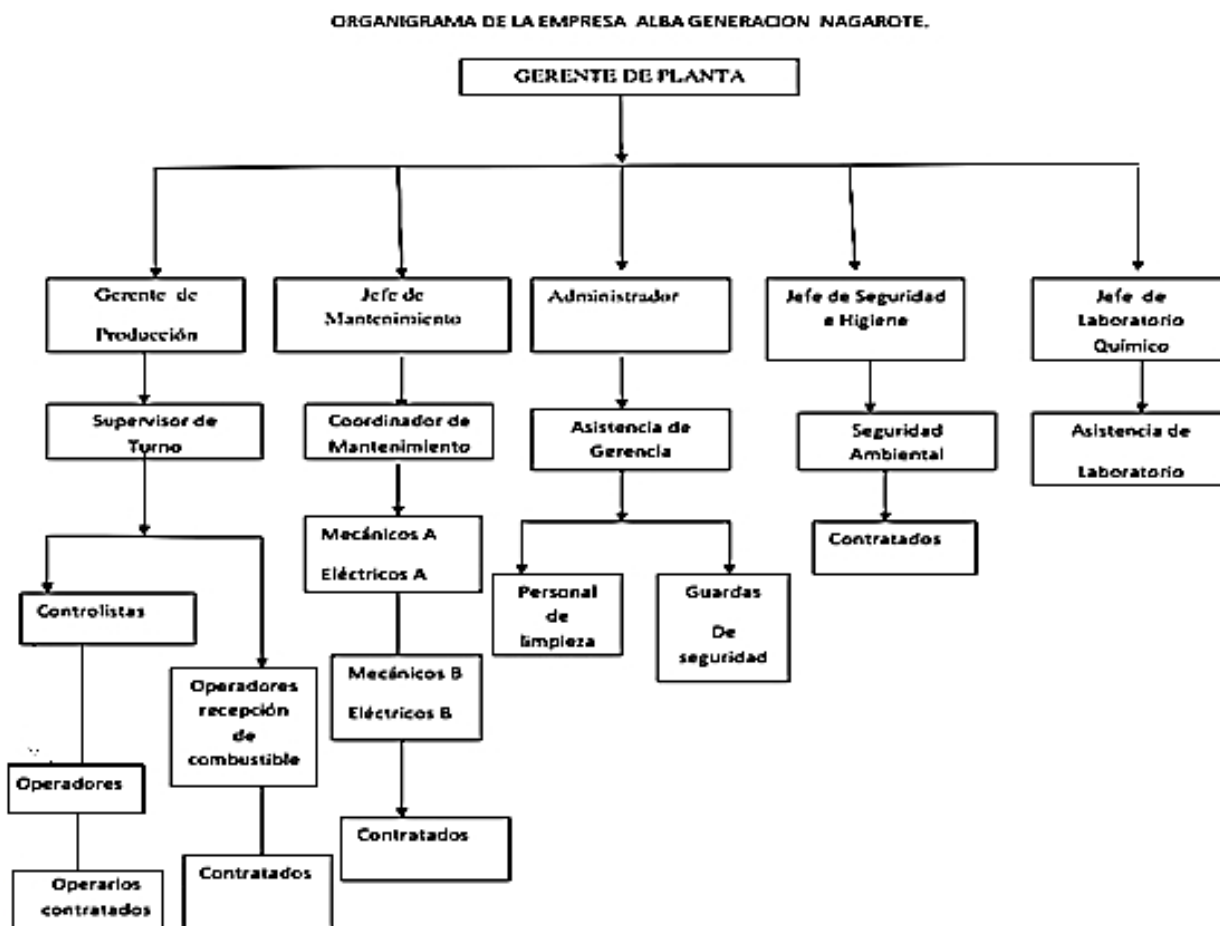 ORGANIGRAMA DE LA EMPRESA ALBA GENERACION NAGAROTE.
GERENTE DE PLANTA
Gerente de
Producción
Jefe de
Mantenimiento
Administrador
Jefe de Seguridad
e Higiene
Jefe de
Laboratorio
Químico
Supervisor de
Turno
Coordinador de
Mantenimiento
Asistencia de
Gerencia
Seguridad
Ambiental
Asistencia de
Laboratorio
Mecánicos A
Eléctricos A
Contratados
Controlistas
Personal
de
limpieza
Guardas
De
seguridad
Operadores
recepción
de
combustible
Mecánicos B
Eléctricos B
Operadores
Contratados
Operarios
contratados
Contratados